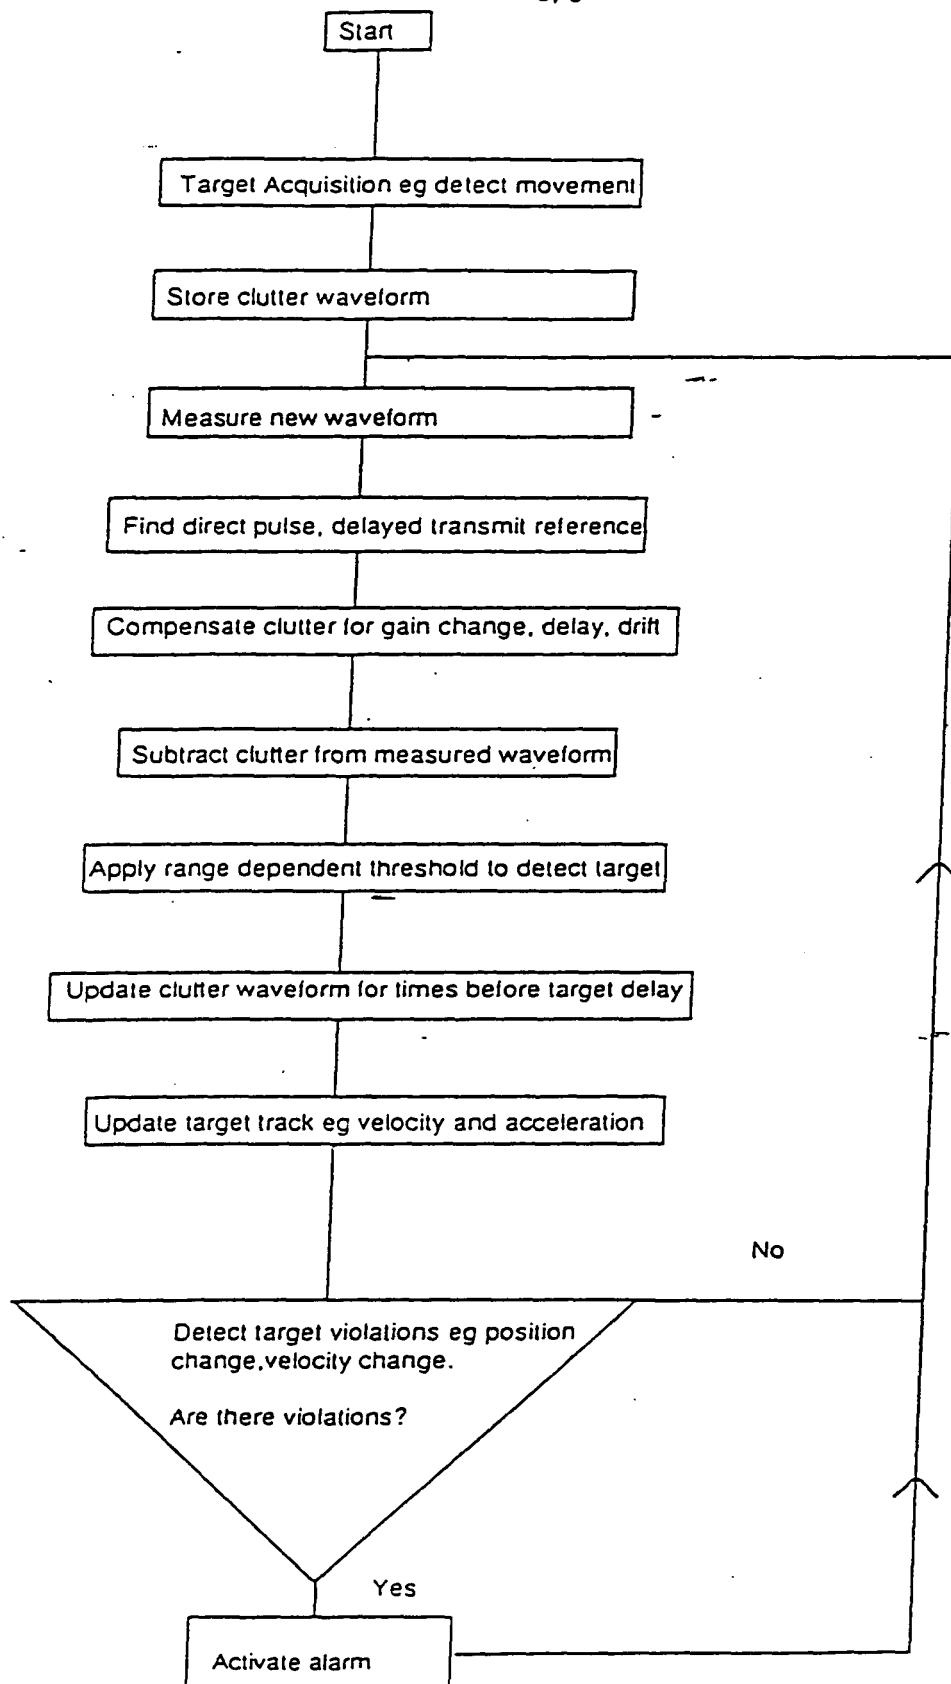 Start
Target Acquisition eg detect movement
Store clutter waveform
Measure new waveform
Find direct pulse, delayed transmit reference
Compensate clutter for gain change, delay, drift
Subtract clutter from measured waveform
Apply range dependent threshold to detect target
Update clutter waveform for times before target delay
Update target track eg velocity and acceleration
No
Detect target violations eg position
change,velocity change.
Are there violations?
Yes
Activate alarm